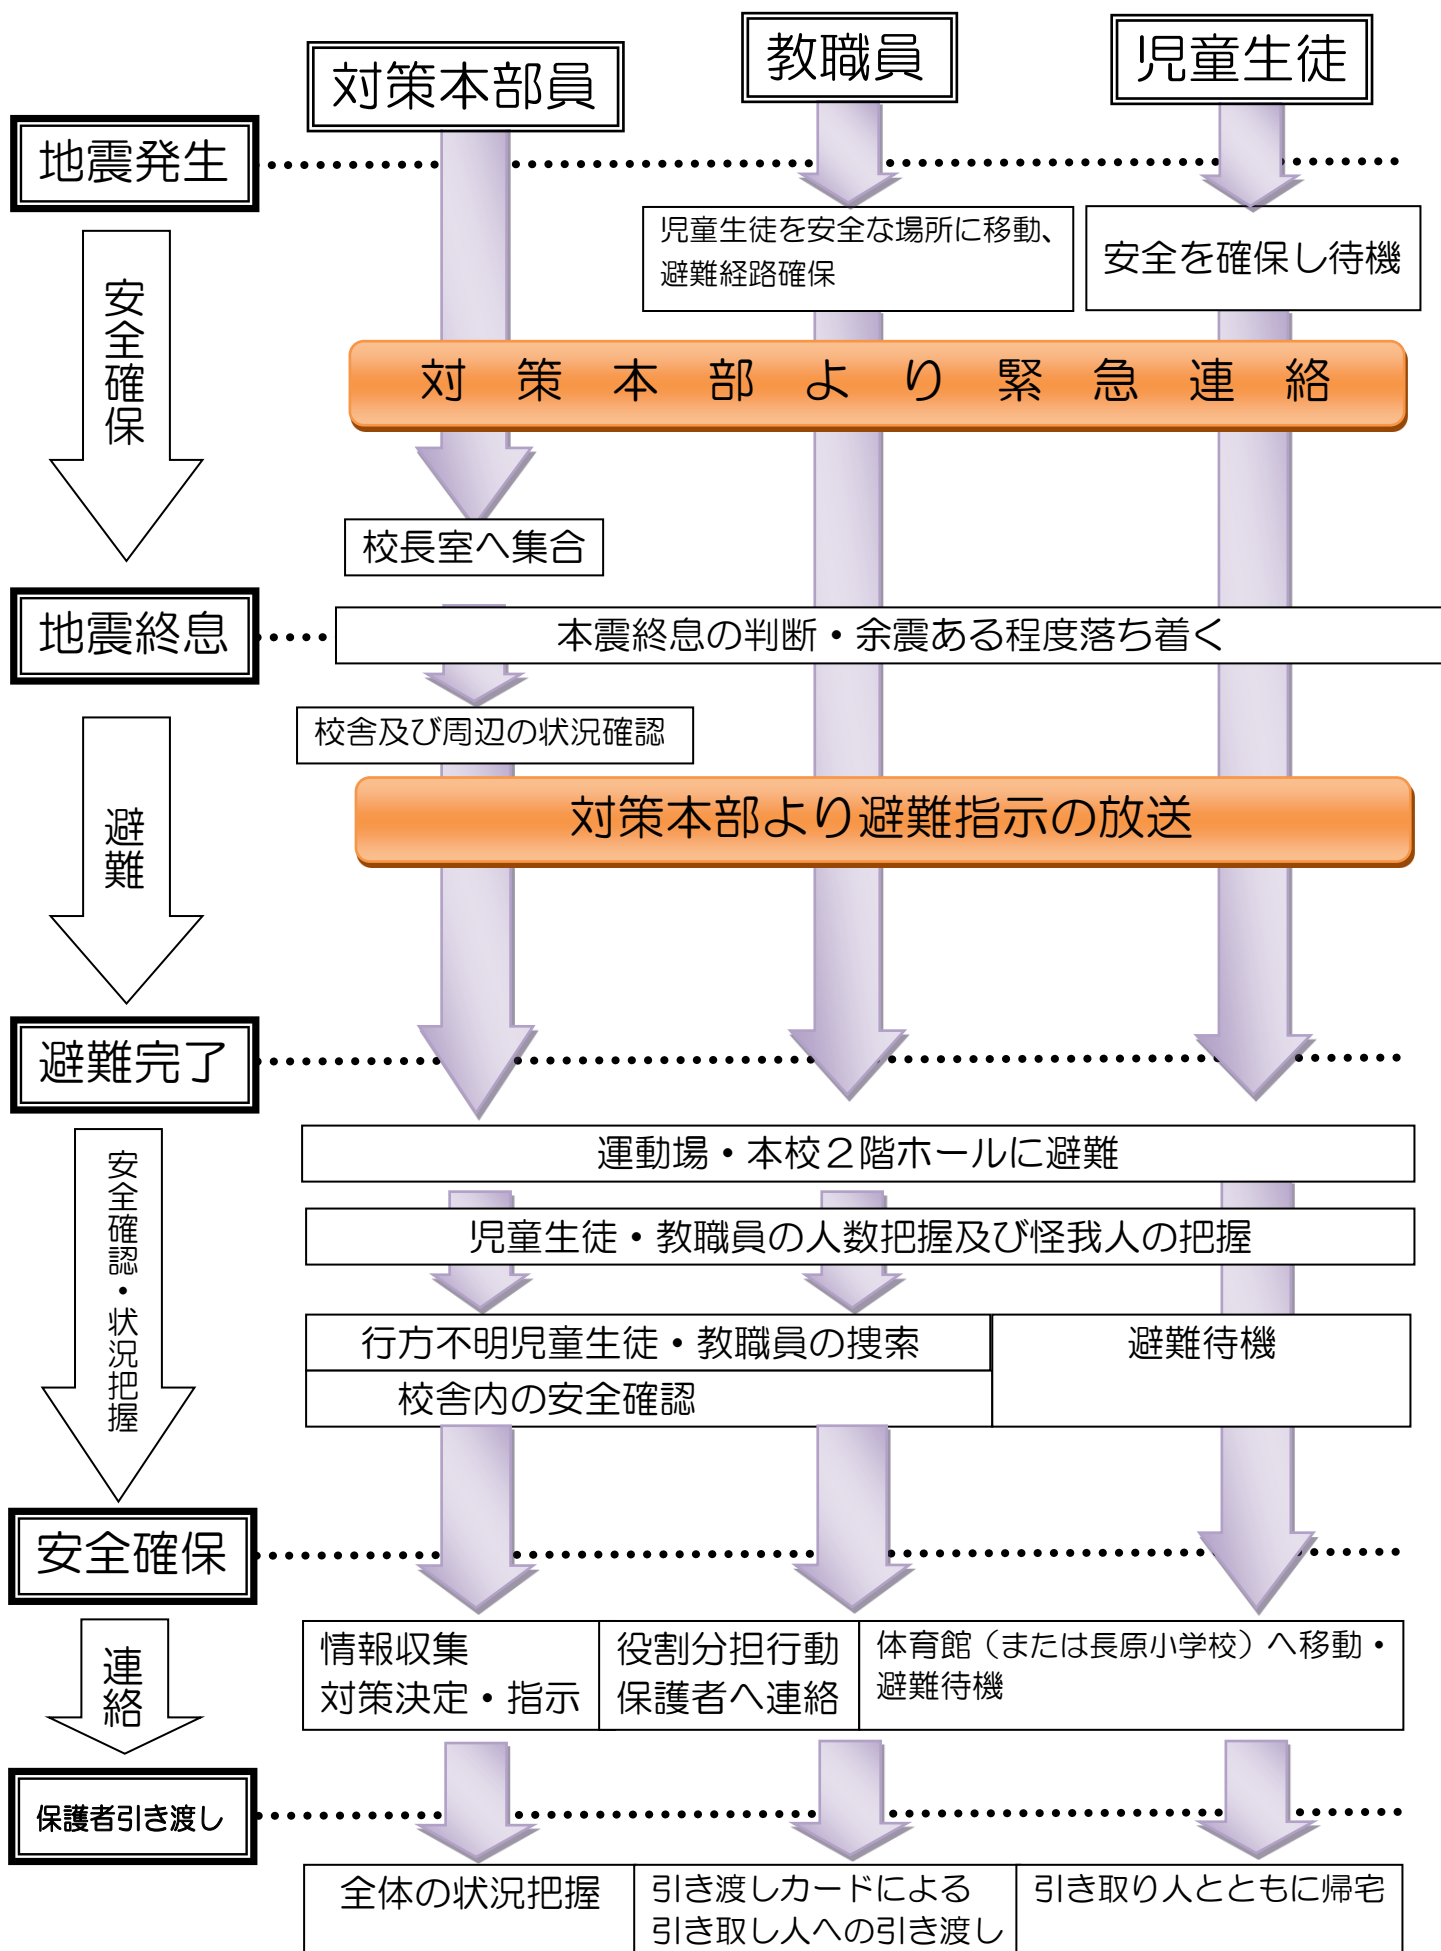 対策本部員
教職員
児童生徒
地震発生
児童生徒を安全な場所に移動、
避難経路確保
安全を確保し待機
安全確保
対策本部より緊急連絡
校長室へ集合
地震終息
本震終息の判断・余震ある程度落ち着く
校舎及び周辺の状況確認
避難
対策本部より避難指示の放送
避難完了
運動場・本校２階ホールに避難
安全確認・状況把握
児童生徒・教職員の人数把握及び怪我人の把握
行方不明児童生徒・教職員の捜索
避難待機
校舎内の安全確認
安全確保
連絡
情報収集
対策決定・指示
役割分担行動
保護者へ連絡
体育館（または長原小学校）へ移動・
避難待機
保護者引き渡し
全体の状況把握
引き渡しカードによる
引き取し人への引き渡し
引き取り人とともに帰宅